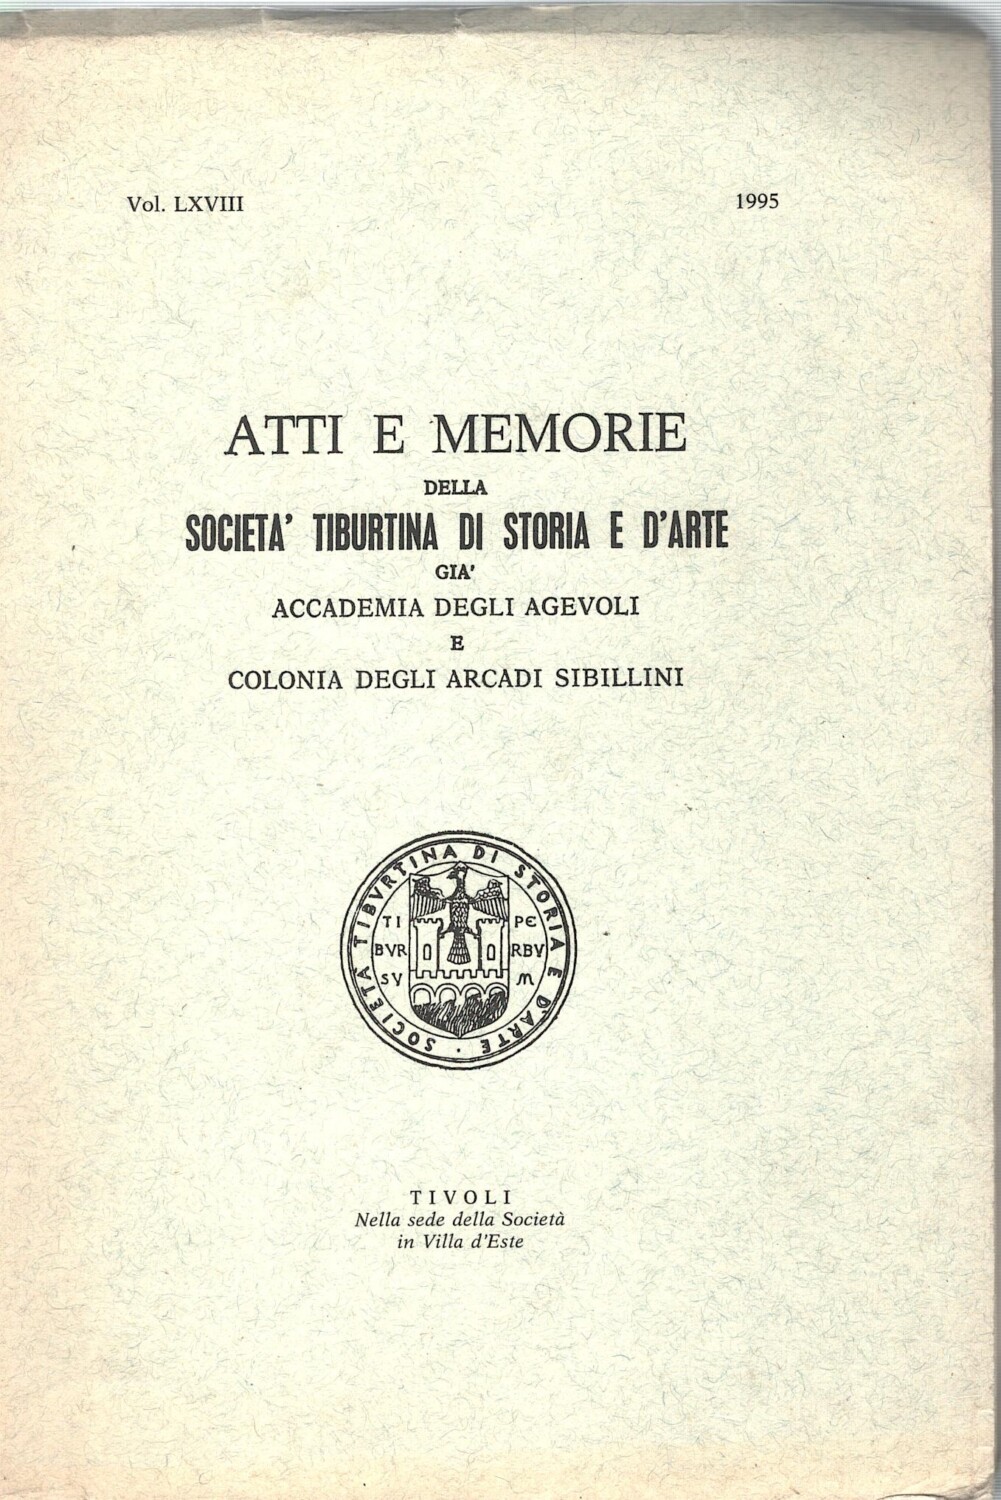 Vol. LXVIII 1995
ATTI E MEMORIE
DELLA
SOCIETA' TIBURTINA DI STORIA E D'ARTE
GIA'
ACCADEMIA DEGLI AGEVOLI
E
COLONIA DEGLI ARCADI SIBILLINI
SOCIETÀ TIBVRTINA DI STORIA E D'ARTE ·
TI PE
BVR RBV
SV M
TIVOLI
Nella sede della Società
in Villa d'Este